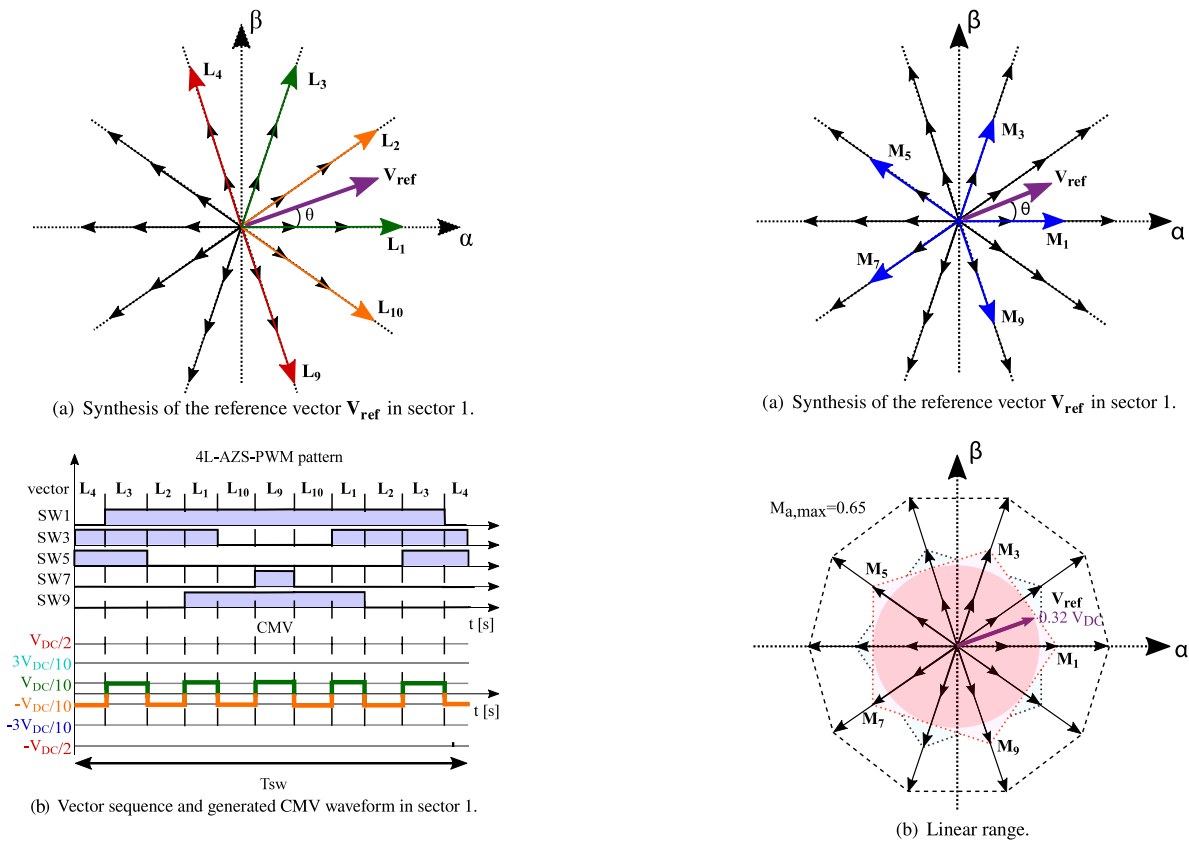 β
L4
L3
L2
Vref
θ
α
L1
L10
L9
(a) Synthesis of the reference vector Vref in sector 1.
4L-AZS-PWM pattern
vector L4 L3 L2 L1 L10 L9 L10 L1 L2 L3 L4
SW1
SW3
SW5
SW7
SW9
t [s]
CMV
VDC/2
3VDC/10
VDC/10
-VDC/10
t [s]
-3VDC/10
-VDC/2
Tsw
(b) Vector sequence and generated CMV waveform in sector 1.
β
M3
M5
Vref
θ
α
M1
M7
M9
(a) Synthesis of the reference vector Vref in sector 1.
β
Ma,max=0.65
M3
M5
Vref
0.32 VDC
α
M1
M7
M9
(b) Linear range.